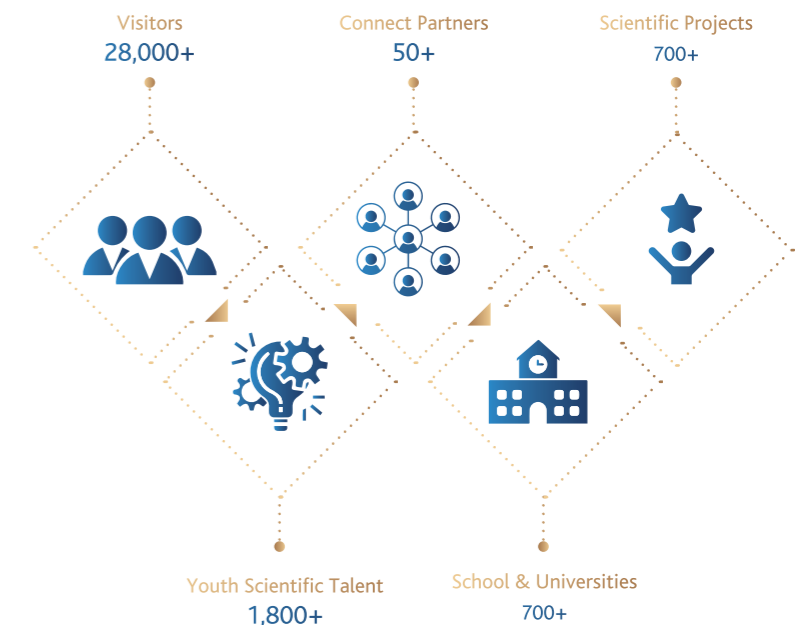 Visitors
28,000+
Connect Partners
50+
Scientific Projects
700+
Youth Scientific Talent
1,800+
School & Universities
700+